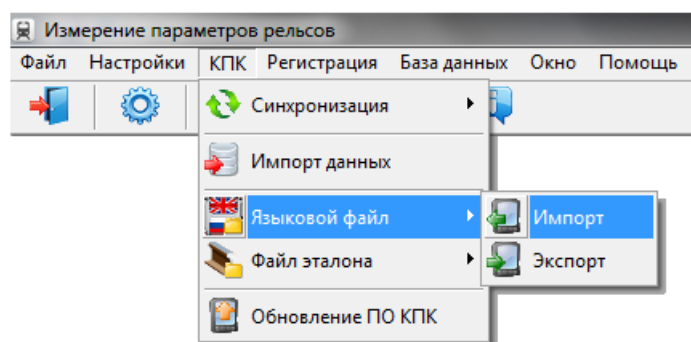 Измерение параметров рельсов
Файл Настройки КПК Регистрация База данных Окно Помощь
Синхронизация
Импорт данных
Языковой файл Импорт
Файл эталона Экспорт
Обновление ПО КПК